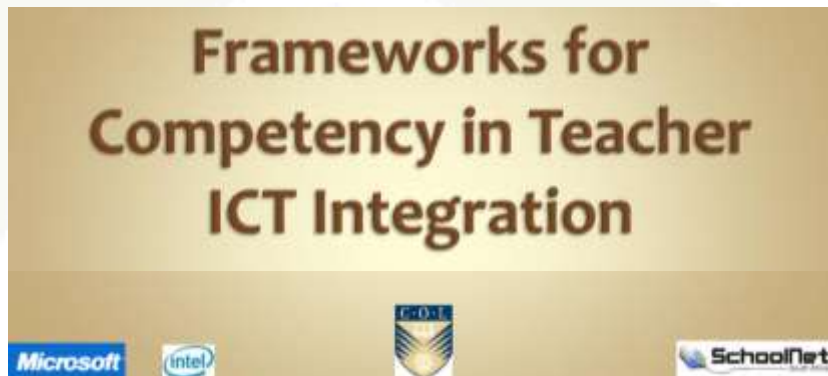 Frameworks for
Competency in Teacher
ICT Integration
C·O·L
Microsoft
intel
SchoolNet